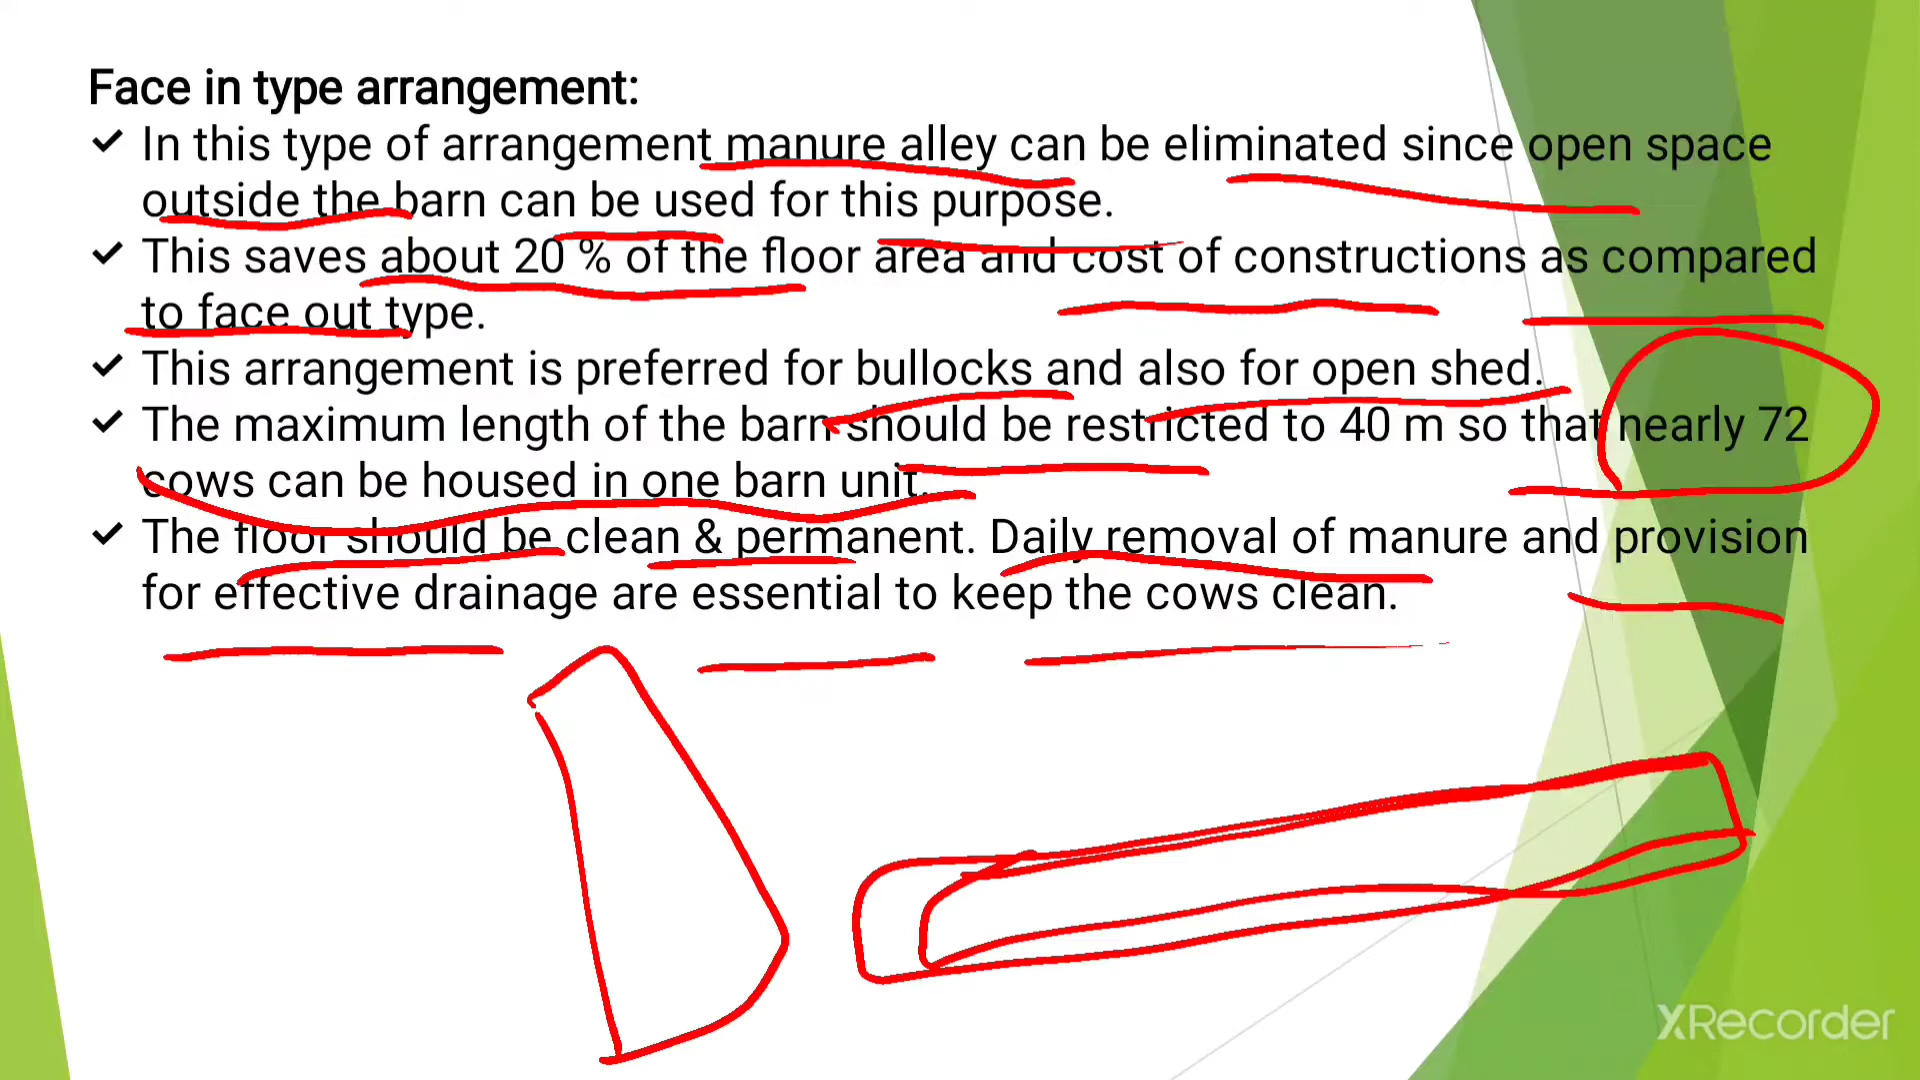 Face in type arrangement:
✔ In this type of arrangement manure alley can be eliminated since open space
outside the barn can be used for this purpose.
✔ This saves about 20 % of the floor area and cost of constructions as compared
to face out type.
✔ This arrangement is preferred for bullocks and also for open shed.
✔ The maximum length of the barn should be restricted to 40 m so that nearly 72
cows can be housed in one barn unit.
✔ The floor should be clean & permanent. Daily removal of manure and provision
for effective drainage are essential to keep the cows clean.
XRecorder